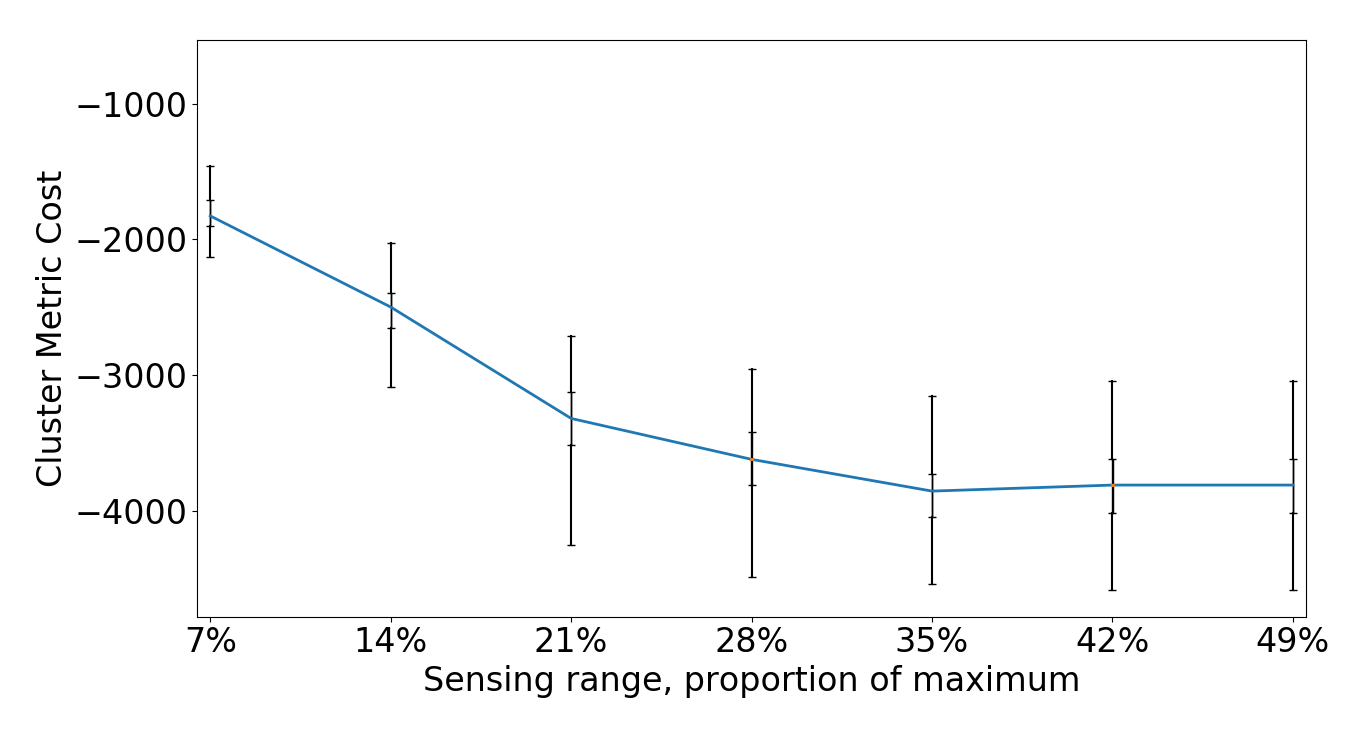 Cluster Metric Cost
−1000
−2000
−3000
−4000
7% 14% 21% 28% 35% 42% 49%
Sensing range, proportion of maximum